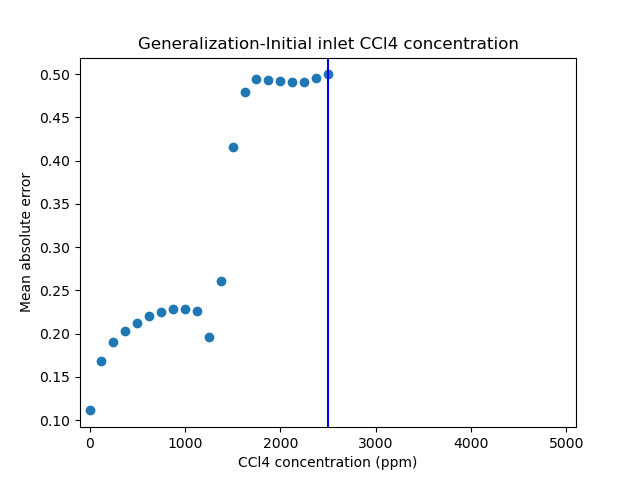 Generalization-Initial inlet CCl4 concentration
Mean absolute error
0.50
0.45
0.40
0.35
0.30
0.25
0.20
0.15
0.10
0 1000 2000 3000 4000 5000
CCl4 concentration (ppm)